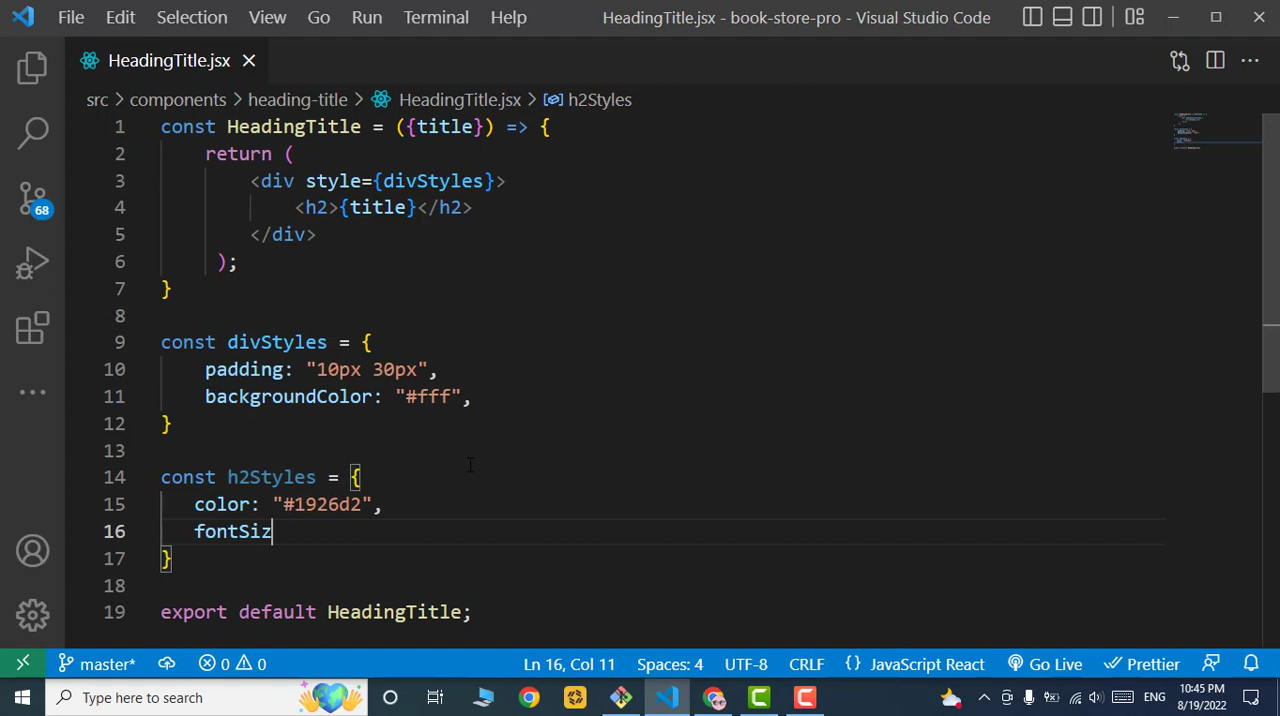 File Edit Selection View Go Run Terminal Help HeadingTitle.jsx - book-store-pro - Visual Studio Code
HeadingTitle.jsx
src > components > heading-title > HeadingTitle.jsx > h2Styles
1 const HeadingTitle = ({title}) => {
2 return (
3 <div style={divStyles}>
4 <h2>{title}</h2>
5 </div>
6 );
7 }
8
9 const divStyles = {
10 padding: "10px 30px",
11 backgroundColor: "#fff",
12 }
13
14 const h2Styles = {
15 color: "#1926d2",
16 fontSiz
17 }
18
19 export default HeadingTitle;
68
master* 0 0 Ln 16, Col 11 Spaces: 4 UTF-8 CRLF {} JavaScript React Go Live Prettier
Type here to search ENG 10:45 PM
8/19/2022